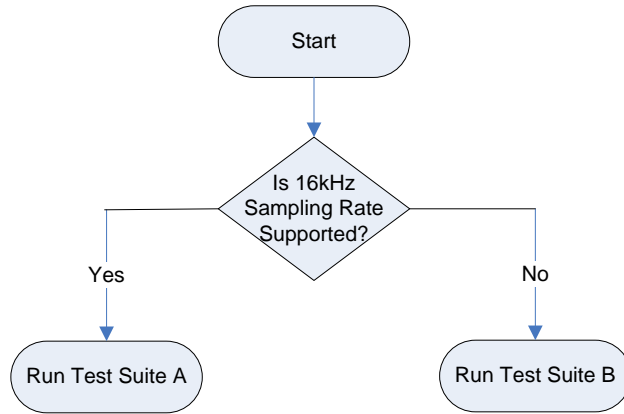 Start
Is 16kHz
Sampling Rate
Supported?
Yes
No
Run Test Suite A
Run Test Suite B